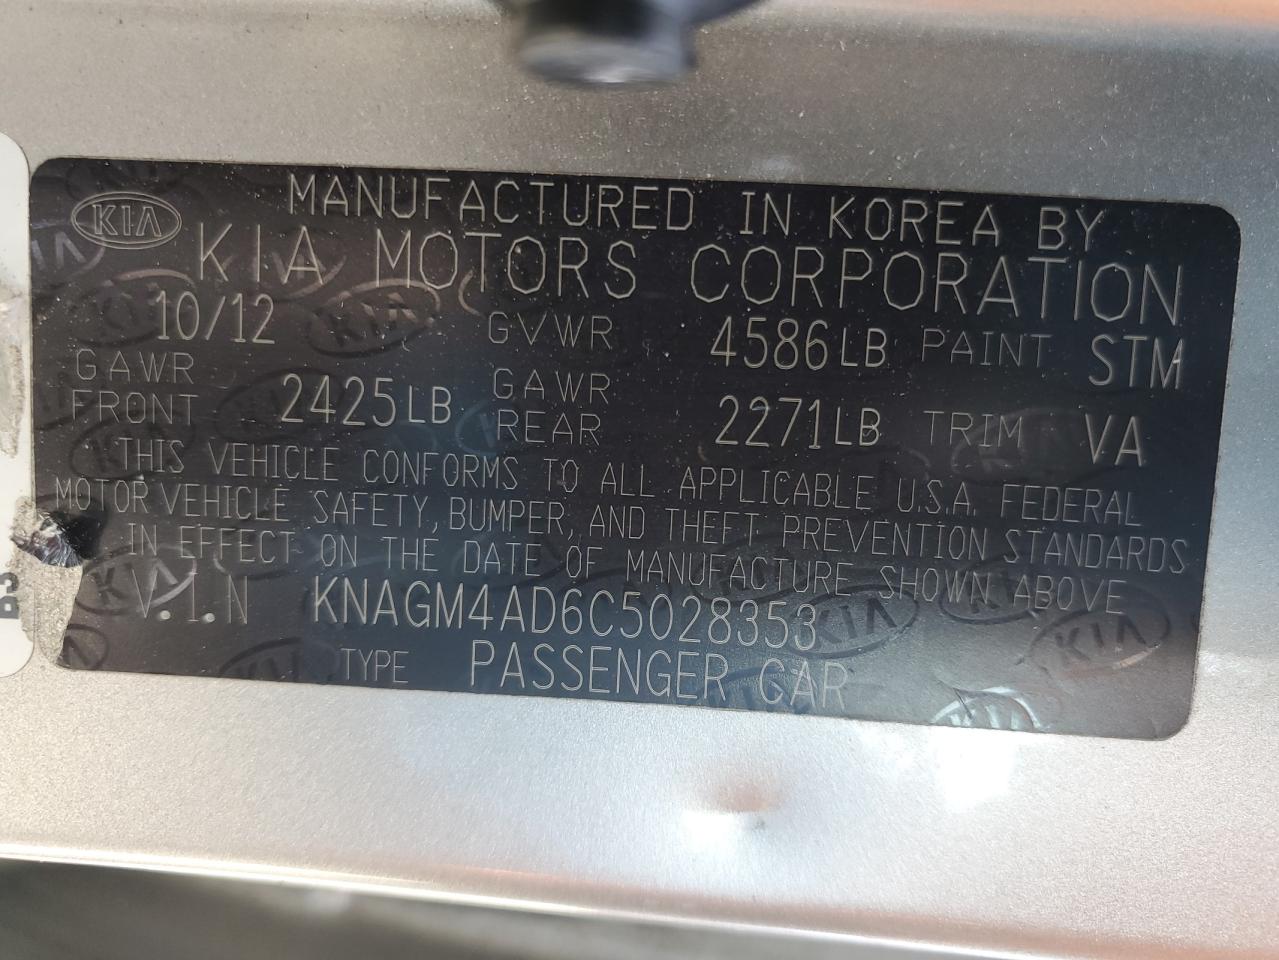 KIA MANUFACTURED IN KOREA BY
KIA MOTORS CORPORATION
10/12 GVWR 4586LB PAINT STM
GAWR FRONT 2425LB GAWR REAR 2271LB TRIM VA
THIS VEHICLE CONFORMS TO ALL APPLICABLE U.S.A. FEDERAL
MOTOR VEHICLE SAFETY, BUMPER, AND THEFT PREVENTION STANDARDS
IN EFFECT ON THE DATE OF MANUFACTURE SHOWN ABOVE
V.I.N KNAGM4AD6C5028353
TYPE PASSENGER CAR